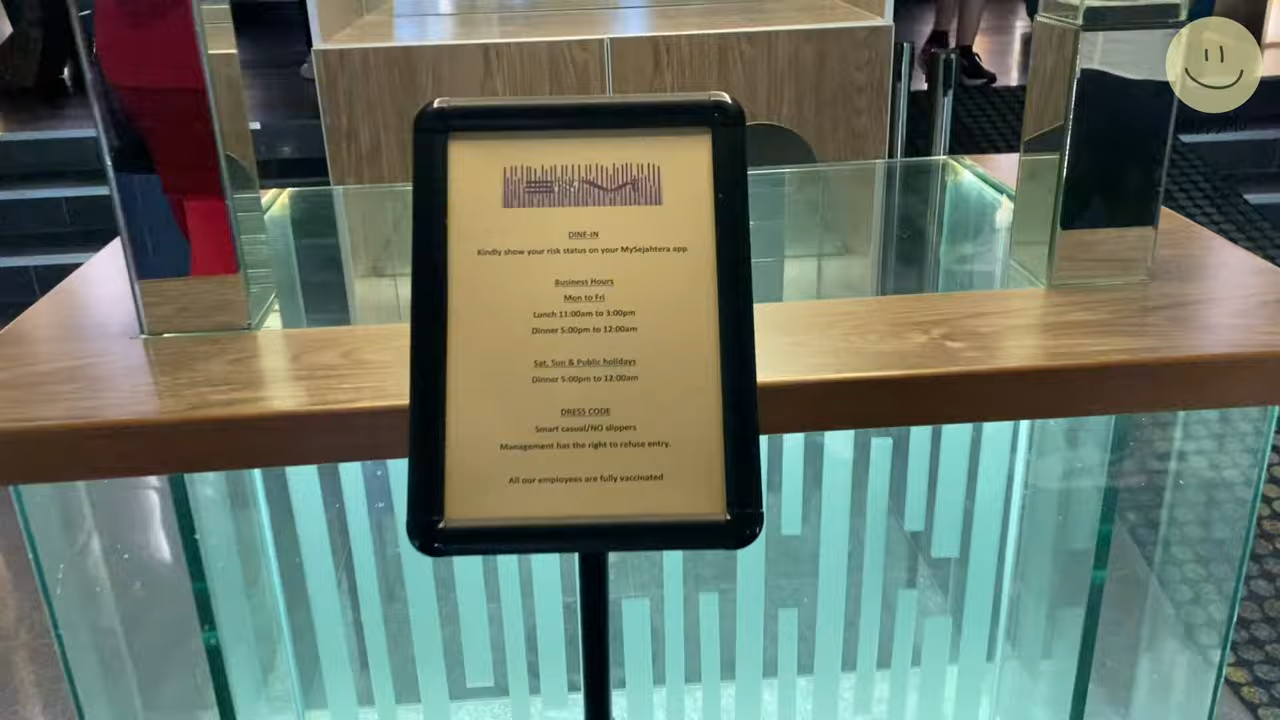 DINE-IN
Kindly show your risk status on your MySejahtera app.
Business Hours
Mon to Fri
Lunch 11:00am to 3:00pm
Dinner 5:00pm to 12:00am
Sat, Sun & Public holidays
Dinner 5:00pm to 12:00am
DRESS CODE
Smart casual/NO slippers
Management has the right to refuse entry.
All our employees are fully vaccinated